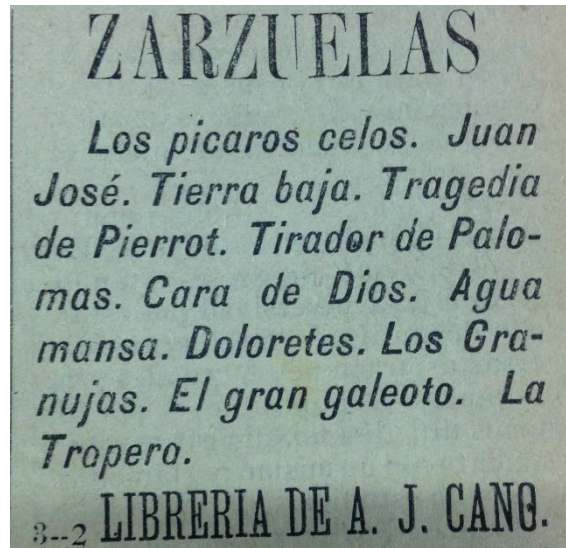 ZARZUELAS
Los picaros celos. Juan
José. Tierra baja. Tragedia
de Pierrot. Tirador de Palo-
mas. Cara de Dios. Agua
mansa. Doloretes. Los Gra-
nujas. El gran galeoto. La
Trapera.
3--2 LIBRERIA DE A. J. CANO.